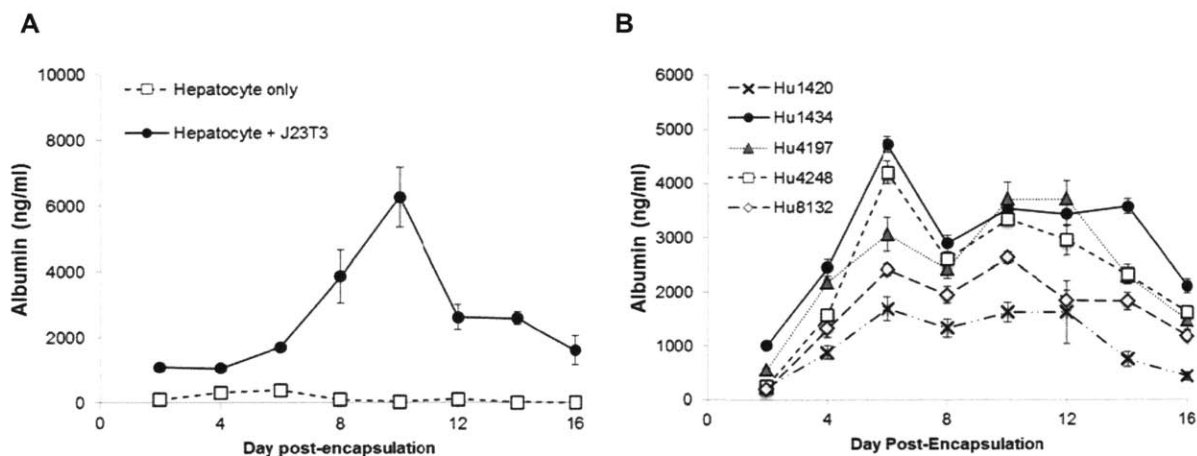 A
Albumin (ng/ml)
10000
8000
6000
4000
2000
0
0
4
8
12
16
Day post-encapsulation
Hepatocyte only
Hepatocyte + J23T3
B
Albumin (ng/ml)
6000
5000
4000
3000
2000
1000
0
0
4
8
12
16
Day Post-Encapsulation
Hu1420
Hu1434
Hu4197
Hu4248
Hu8132